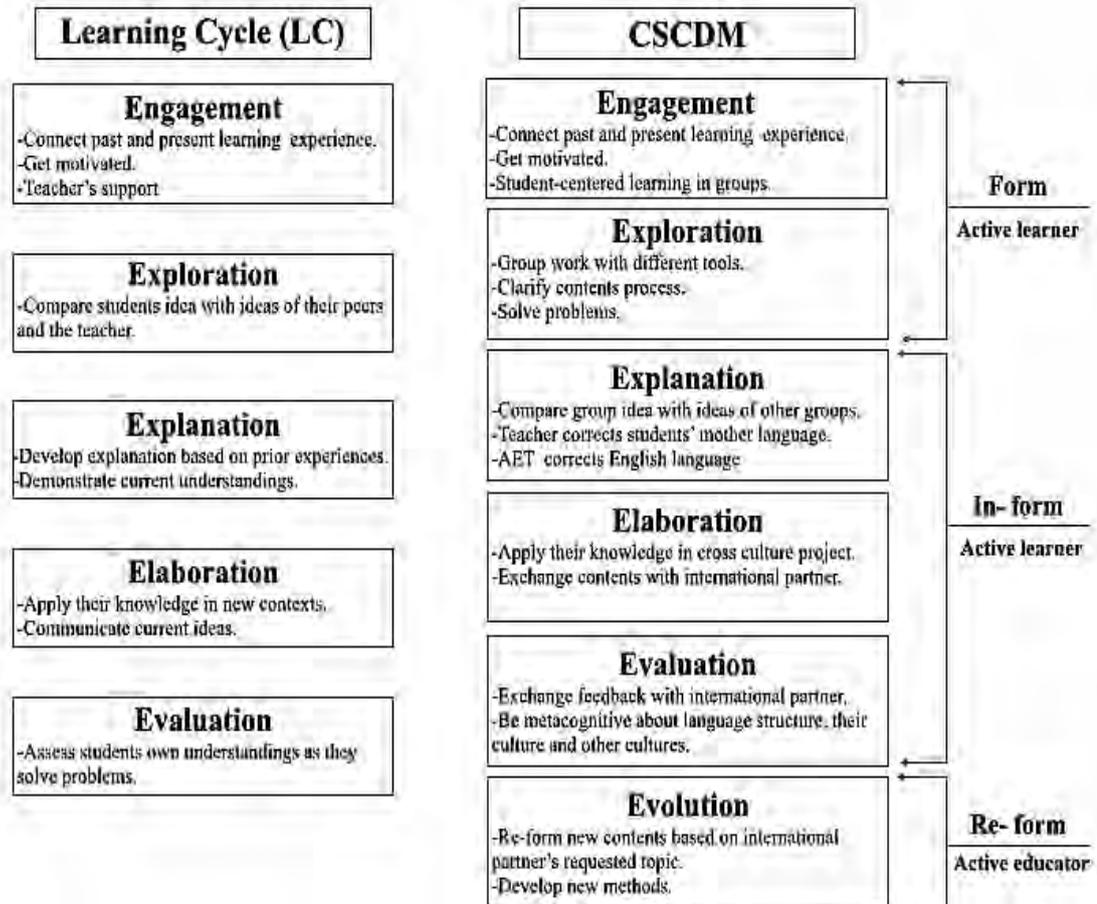 Learning Cycle (LC)
Engagement
-Connect past and present learning experience.
-Get motivated.
-Teacher's support
Exploration
-Compare students idea with ideas of their peers
and the teacher.
Explanation
-Develop explanation based on prior experiences.
-Demonstrate current understandings.
Elaboration
-Apply their knowledge in new contexts.
-Communicate current ideas.
Evaluation
-Assess students own understandings as they
solve problems.
CSCDM
Engagement
-Connect past and present learning experience.
-Get motivated.
-Student-centered learning in groups.
Exploration
-Group work with different tools.
-Clarify contents process.
-Solve problems.
Explanation
-Compare group idea with ideas of other groups.
-Teacher corrects students' mother language.
-AET corrects English language
Elaboration
-Apply their knowledge in cross culture project.
-Exchange contents with international partner.
Evaluation
-Exchange feedback with international partner.
-Be metacognitive about language structure, their
culture and other cultures.
Evolution
-Re-form new contents based on international
partner's requested topic.
-Develop new methods.
Form
Active learner
In- form
Active learner
Re- form
Active educator